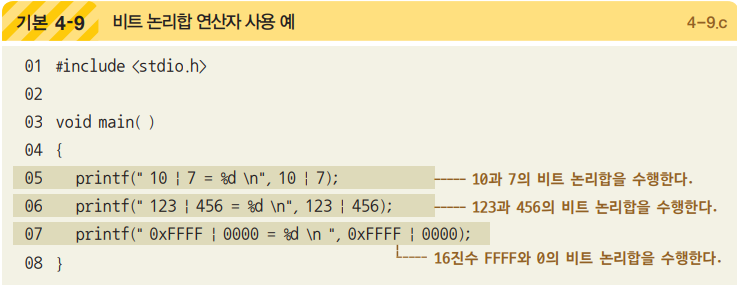 기본 4-9 비트 논리합 연산자 사용 예 4-9.c
01 #include <stdio.h>
02
03 void main( )
04 {
05 printf(" 10 | 7 = %d \n", 10 | 7); 10과 7의 비트 논리합을 수행한다.
06 printf(" 123 | 456 = %d \n", 123 | 456); 123과 456의 비트 논리합을 수행한다.
07 printf(" 0xFFFF | 0000 = %d \n ", 0xFFFF | 0000);
16진수 FFFF와 0의 비트 논리합을 수행한다.
08 }